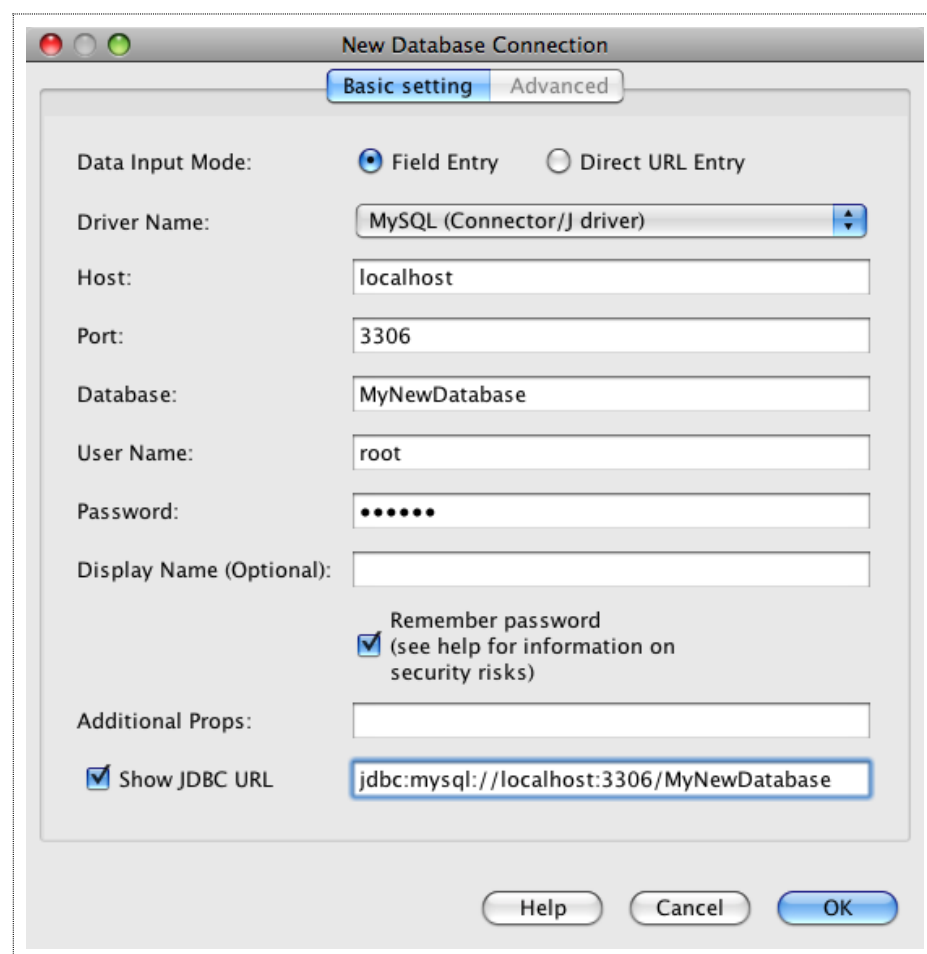 New Database Connection
Basic setting Advanced
Data Input Mode: Field Entry Direct URL Entry
Driver Name: MySQL (Connector/J driver)
Host: localhost
Port: 3306
Database: MyNewDatabase
User Name: root
Password: ••••••
Display Name (Optional):
Remember password
(see help for information on
security risks)
Additional Props:
Show JDBC URL jdbc:mysql://localhost:3306/MyNewDatabase
Help Cancel OK